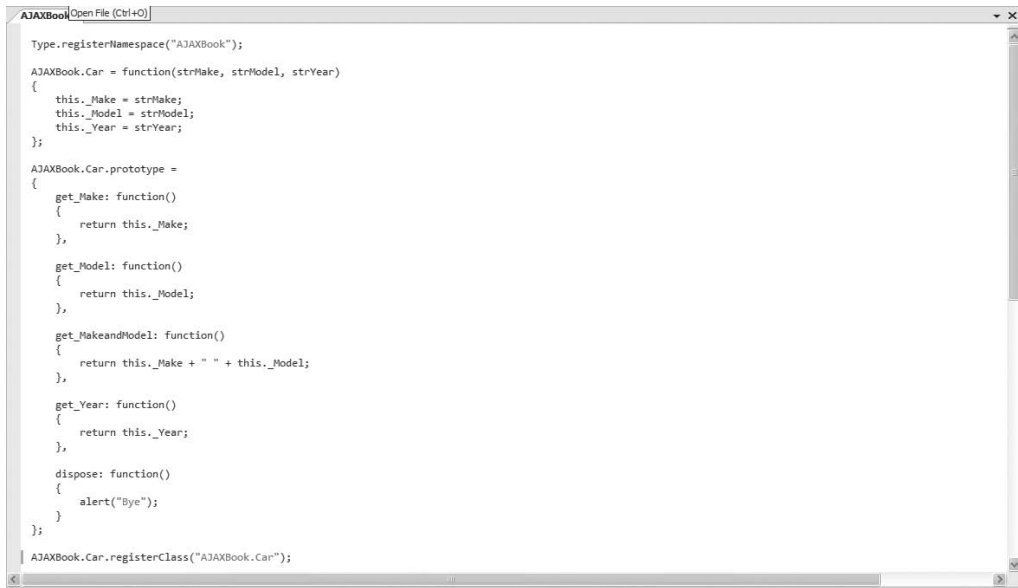 AJAXBook
Open File (Ctrl+O)
Type.registerNamespace("AJAXBook");
AJAXBook.Car = function(strMake, strModel, strYear)
{
    this._Make = strMake;
    this._Model = strModel;
    this._Year = strYear;
};
AJAXBook.Car.prototype =
{
    get_Make: function()
    {
        return this._Make;
    },
    get_Model: function()
    {
        return this._Model;
    },
    get_MakeandModel: function()
    {
        return this._Make + " " + this._Model;
    },
    get_Year: function()
    {
        return this._Year;
    },
    dispose: function()
    {
        alert("Bye");
    }
};
AJAXBook.Car.registerClass("AJAXBook.Car");